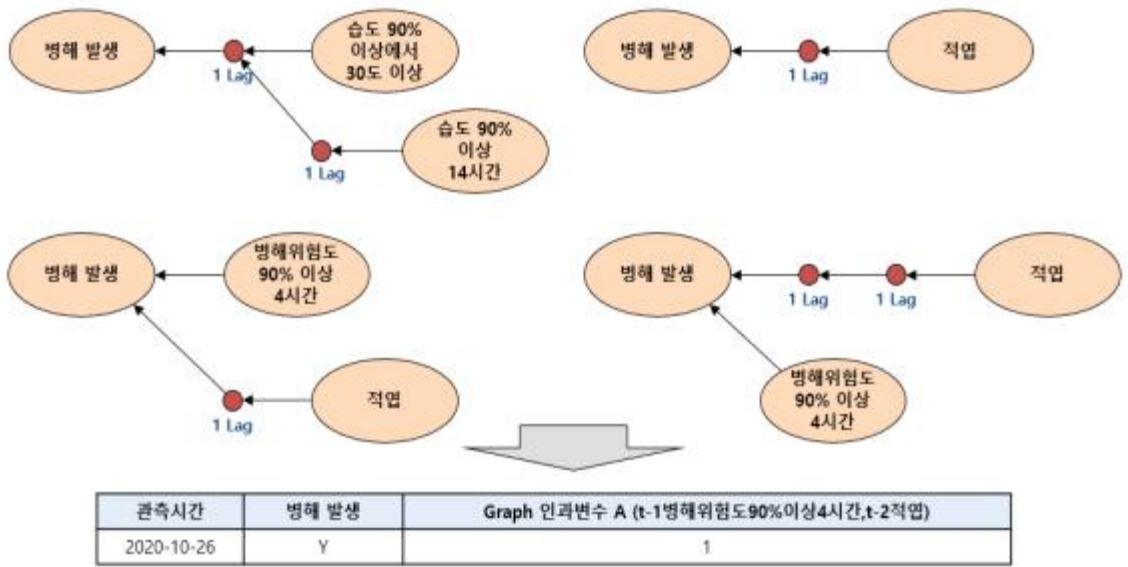 병해 발생
1 Lag
습도 90%
이상에서
30도 이상
1 Lag
습도 90%
이상
14시간
병해 발생
1 Lag
적엽
병해 발생
병해위험도
90% 이상
4시간
1 Lag
적엽
병해 발생
1 Lag
1 Lag
적엽
병해위험도
90% 이상
4시간
관측시간 병해 발생 Graph 인과변수 A (t-1병해위험도90%이상4시간,t-2적엽)
2020-10-26 Y 1